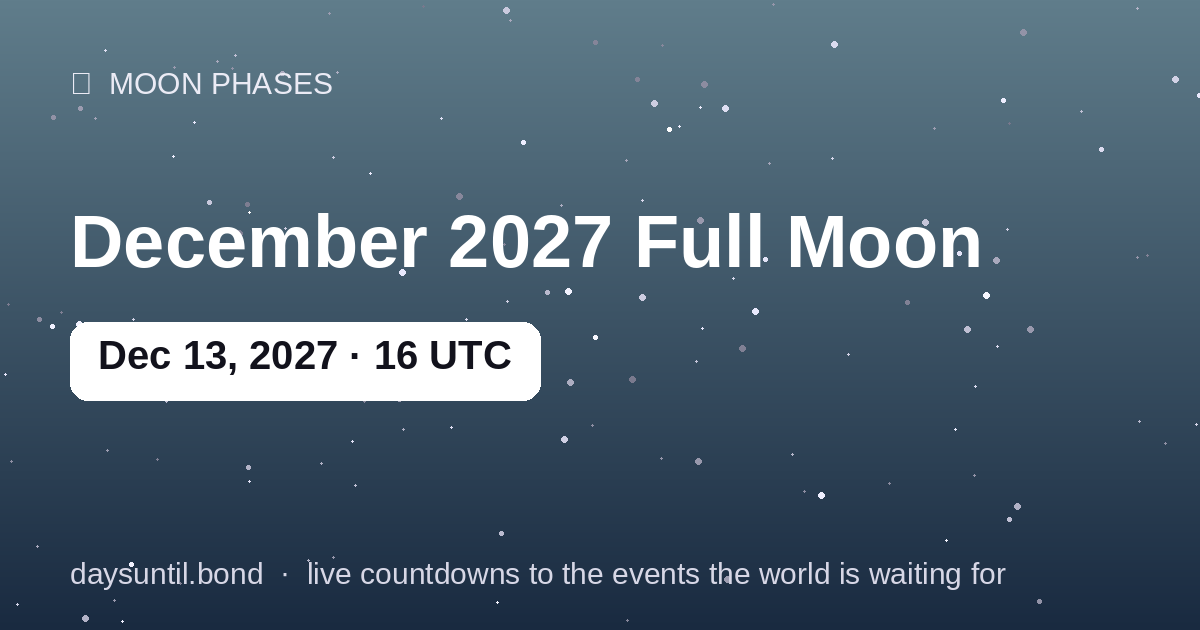 MOON PHASES
December 2027 Full Moon
Dec 13, 2027 · 16 UTC
daysuntil.bond · live countdowns to the events the world is waiting for